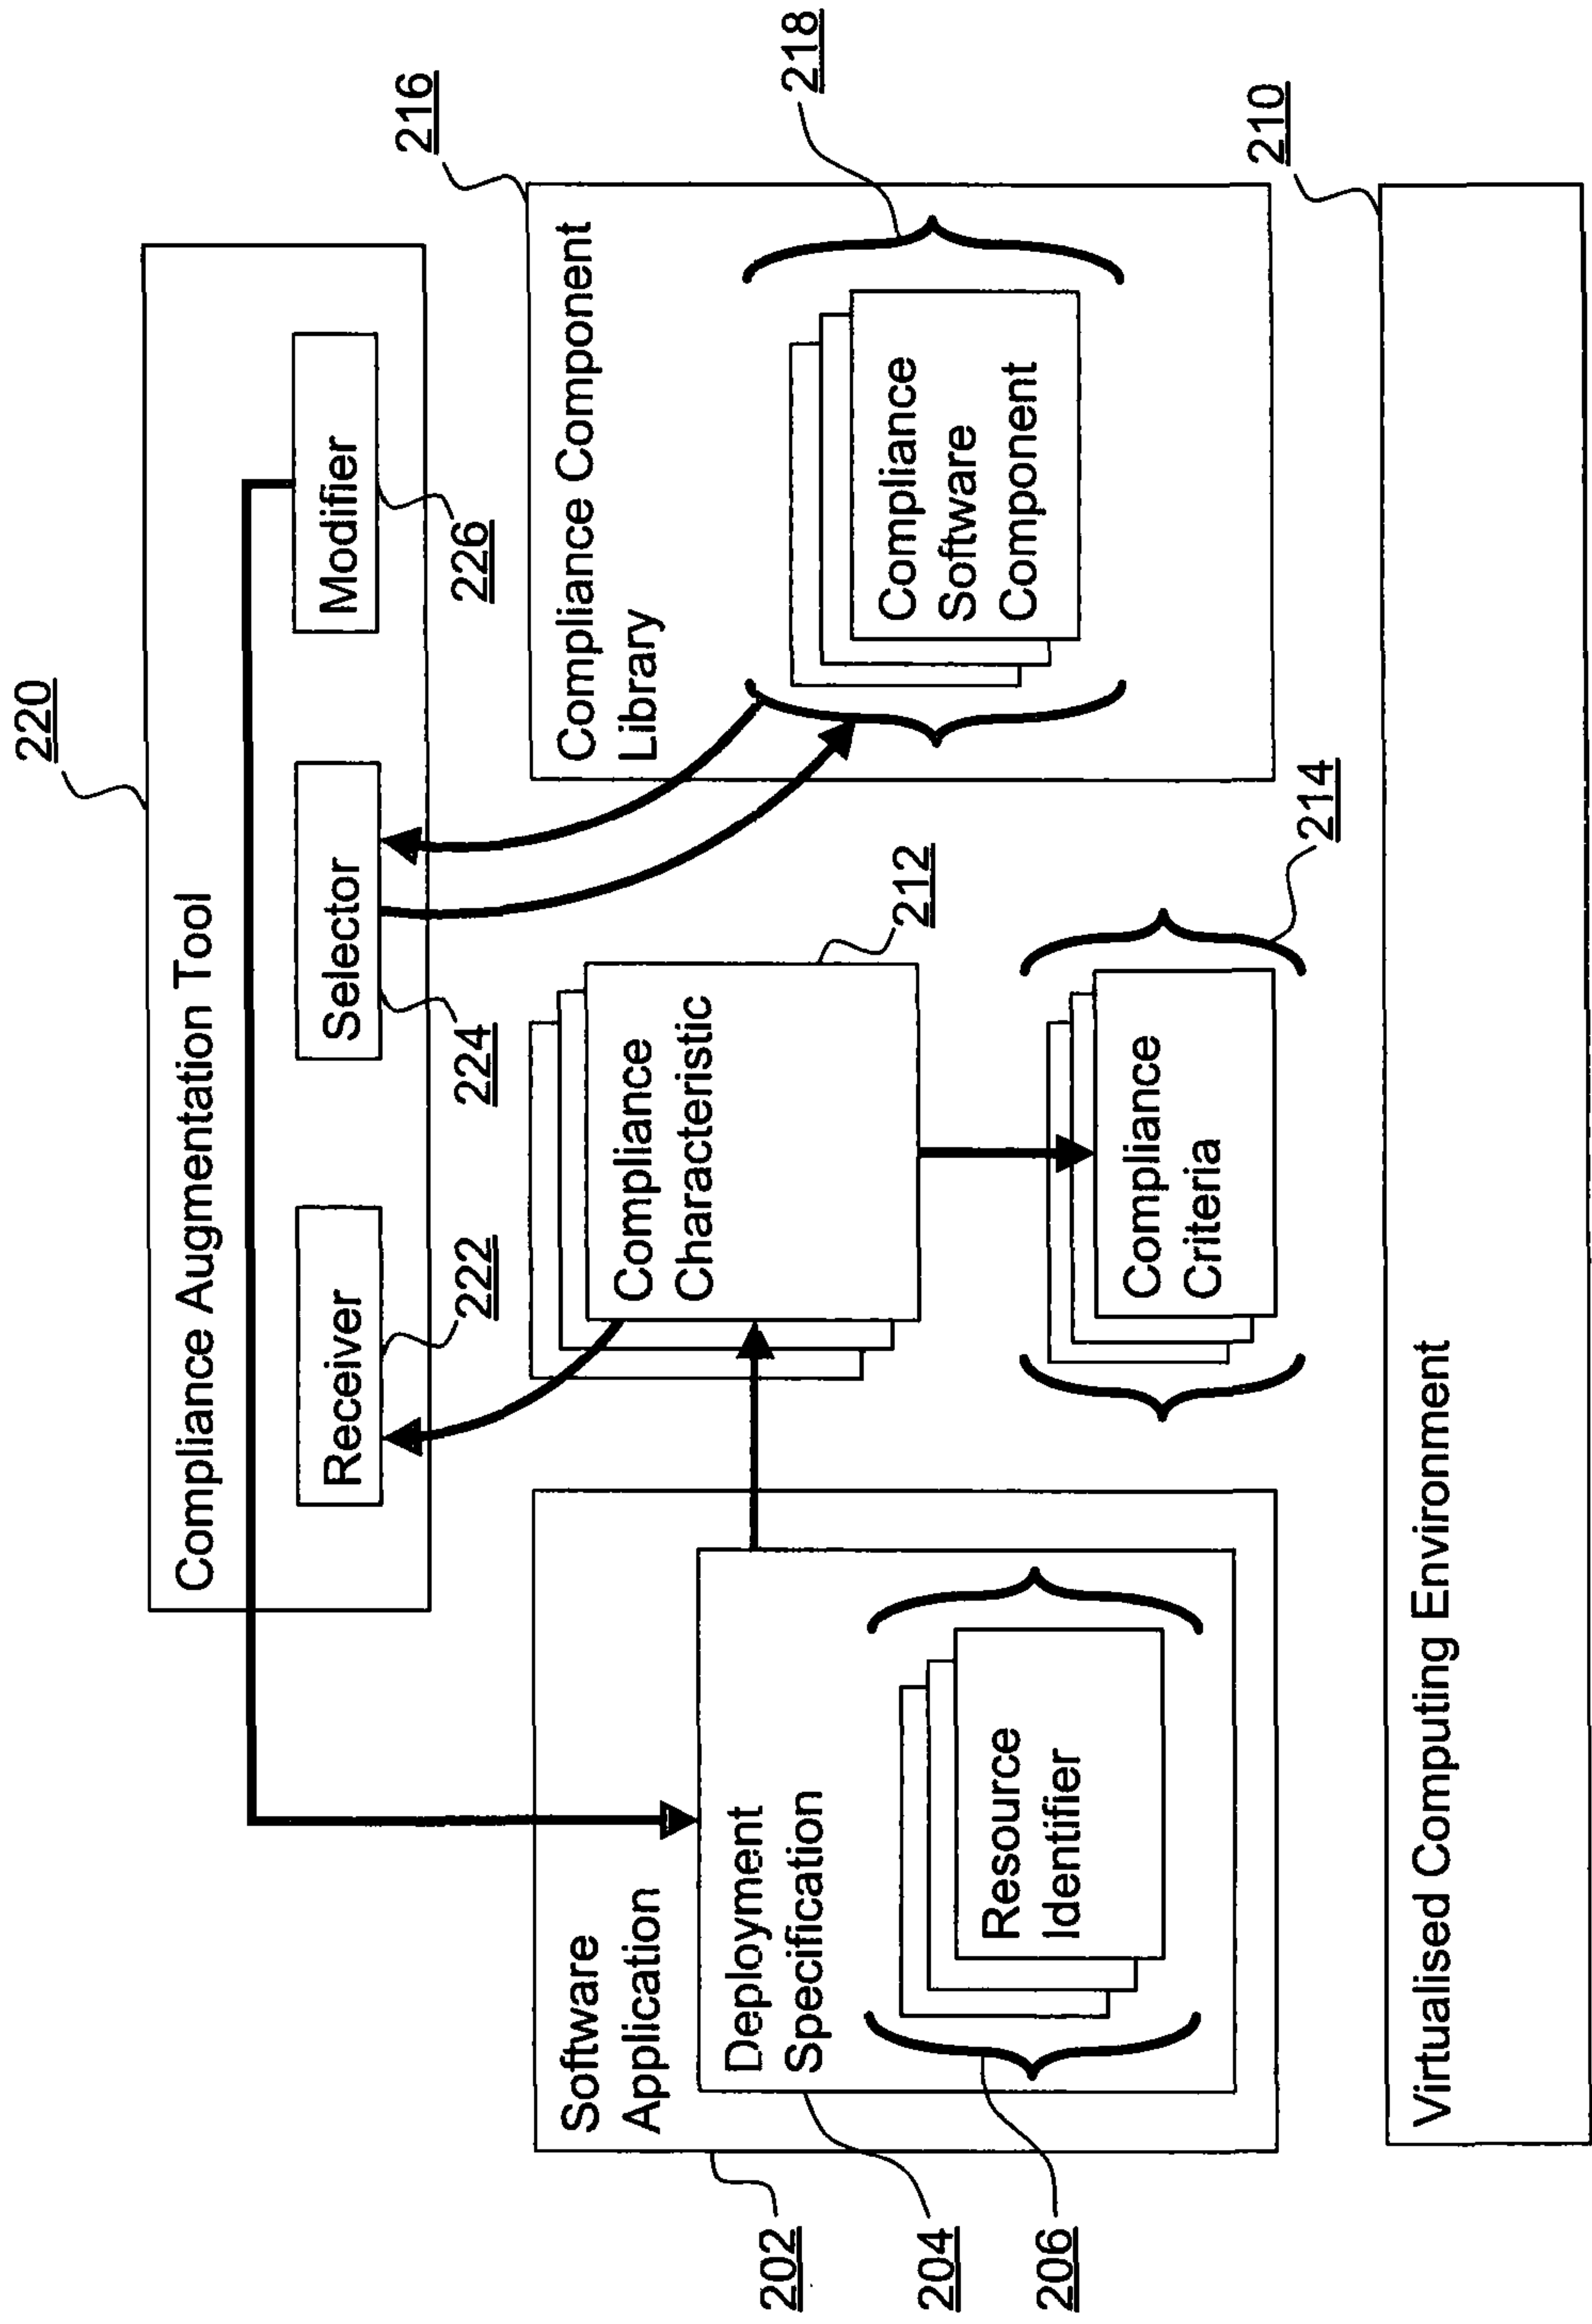 220
Compliance Augmentation Tool
Receiver
Selector
Modifier
222
224
226
216
Software
Application
Deployment
Specification
Resource
Identifier
202
204
206
Compliance
Characteristic
212
Compliance
Criteria
214
Compliance Component
Library
Compliance
Software
Component
218
210
Virtualised Computing Environment